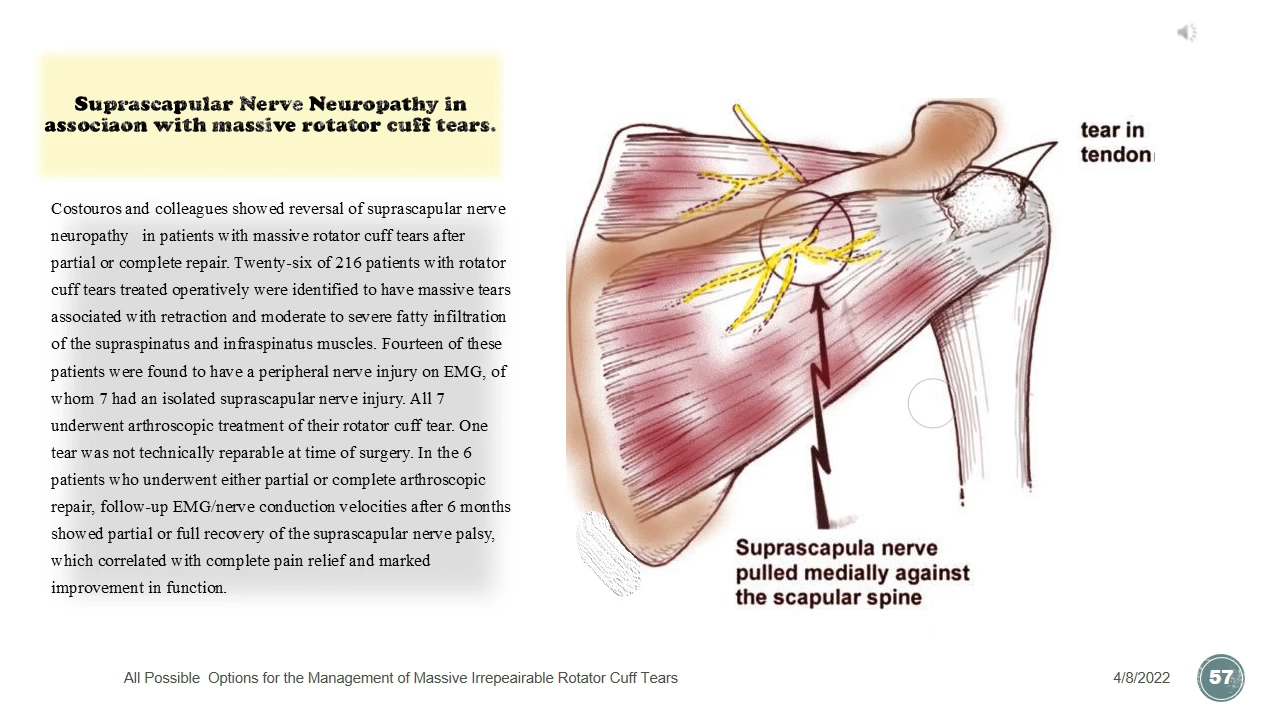 Suprascapular Nerve Neuropathy in
associaon with massive rotator cuff tears.
Costouros and colleagues showed reversal of suprascapular nerve
neuropathy in patients with massive rotator cuff tears after
partial or complete repair. Twenty-six of 216 patients with rotator
cuff tears treated operatively were identified to have massive tears
associated with retraction and moderate to severe fatty infiltration
of the supraspinatus and infraspinatus muscles. Fourteen of these
patients were found to have a peripheral nerve injury on EMG, of
whom 7 had an isolated suprascapular nerve injury. All 7
underwent arthroscopic treatment of their rotator cuff tear. One
tear was not technically reparable at time of surgery. In the 6
patients who underwent either partial or complete arthroscopic
repair, follow-up EMG/nerve conduction velocities after 6 months
showed partial or full recovery of the suprascapular nerve palsy,
which correlated with complete pain relief and marked
improvement in function.
tear in
tendon
Suprascapula nerve
pulled medially against
the scapular spine
All Possible Options for the Management of Massive Irrepeairable Rotator Cuff Tears
4/8/2022
57